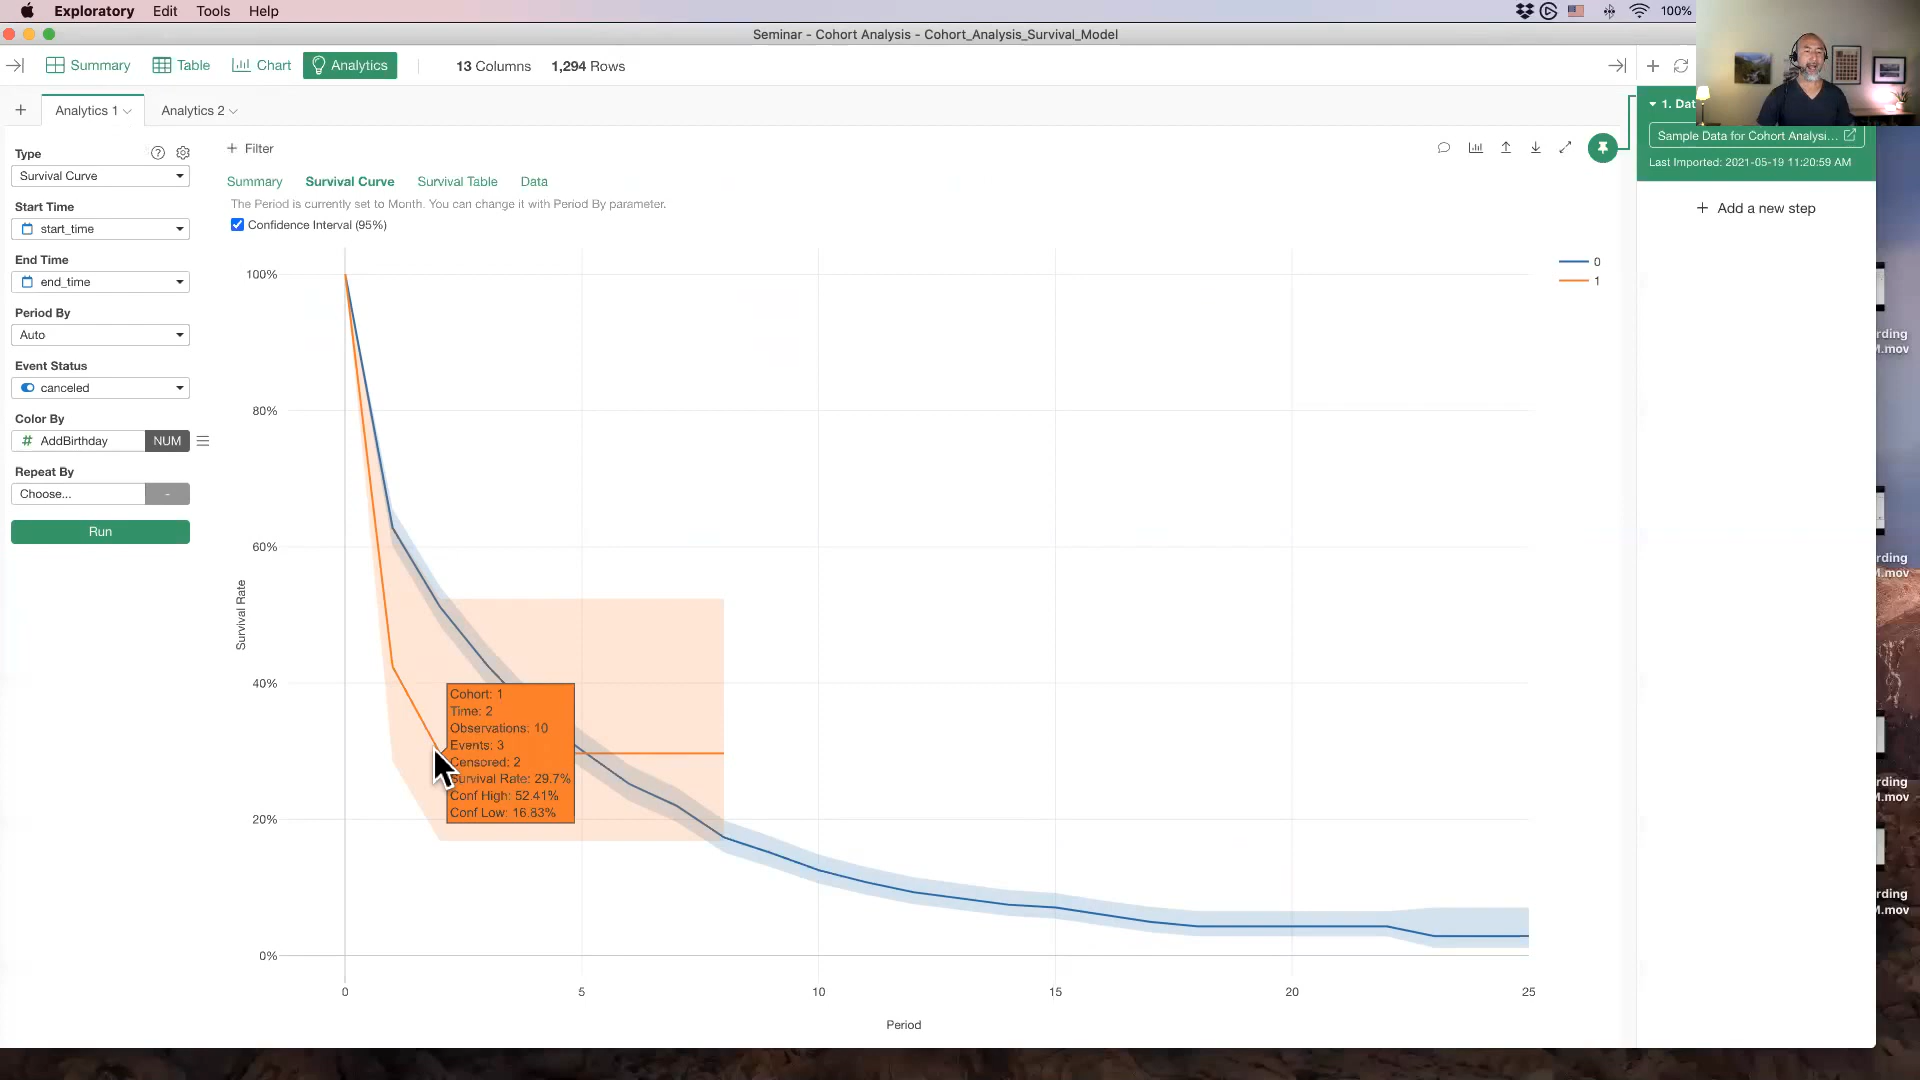 Exploratory Edit Tools Help
100%
Seminar - Cohort Analysis - Cohort_Analysis_Survival_Model
Summary Table Chart Analytics 13 Columns 1,294 Rows
Analytics 1 Analytics 2
Type
Survival Curve
Start Time
start_time
End Time
end_time
Period By
Auto
Event Status
canceled
Color By
# AddBirthday NUM
Repeat By
Choose... -
Run
+ Filter
Summary Survival Curve Survival Table Data
The Period is currently set to Month. You can change it with Period By parameter.
Confidence Interval (95%)
100%
80%
60%
40%
20%
0%
Survival Rate
0
1
Cohort: 1
Time: 2
Observations: 10
Events: 3
Censored: 2
Survival Rate: 29.7%
Conf High: 52.41%
Conf Low: 16.83%
0 5 10 15 20 25
Period
1. Dat
Sample Data for Cohort Analysi...
Last Imported: 2021-05-19 11:20:59 AM
+ Add a new step
rding
M.mov
rding
M.mov
rding
M.mov
rding
M.mov